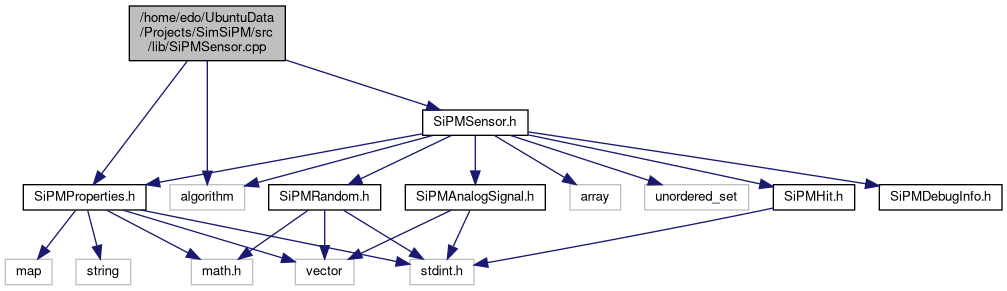 /home/edo/UbuntuData
/Projects/SimSiPM/src
/lib/SiPMSensor.cpp
SiPMSensor.h
SiPMProperties.h
algorithm
SiPMRandom.h
SiPMAnalogSignal.h
array
unordered_set
SiPMHit.h
SiPMDebugInfo.h
map
string
math.h
vector
stdint.h